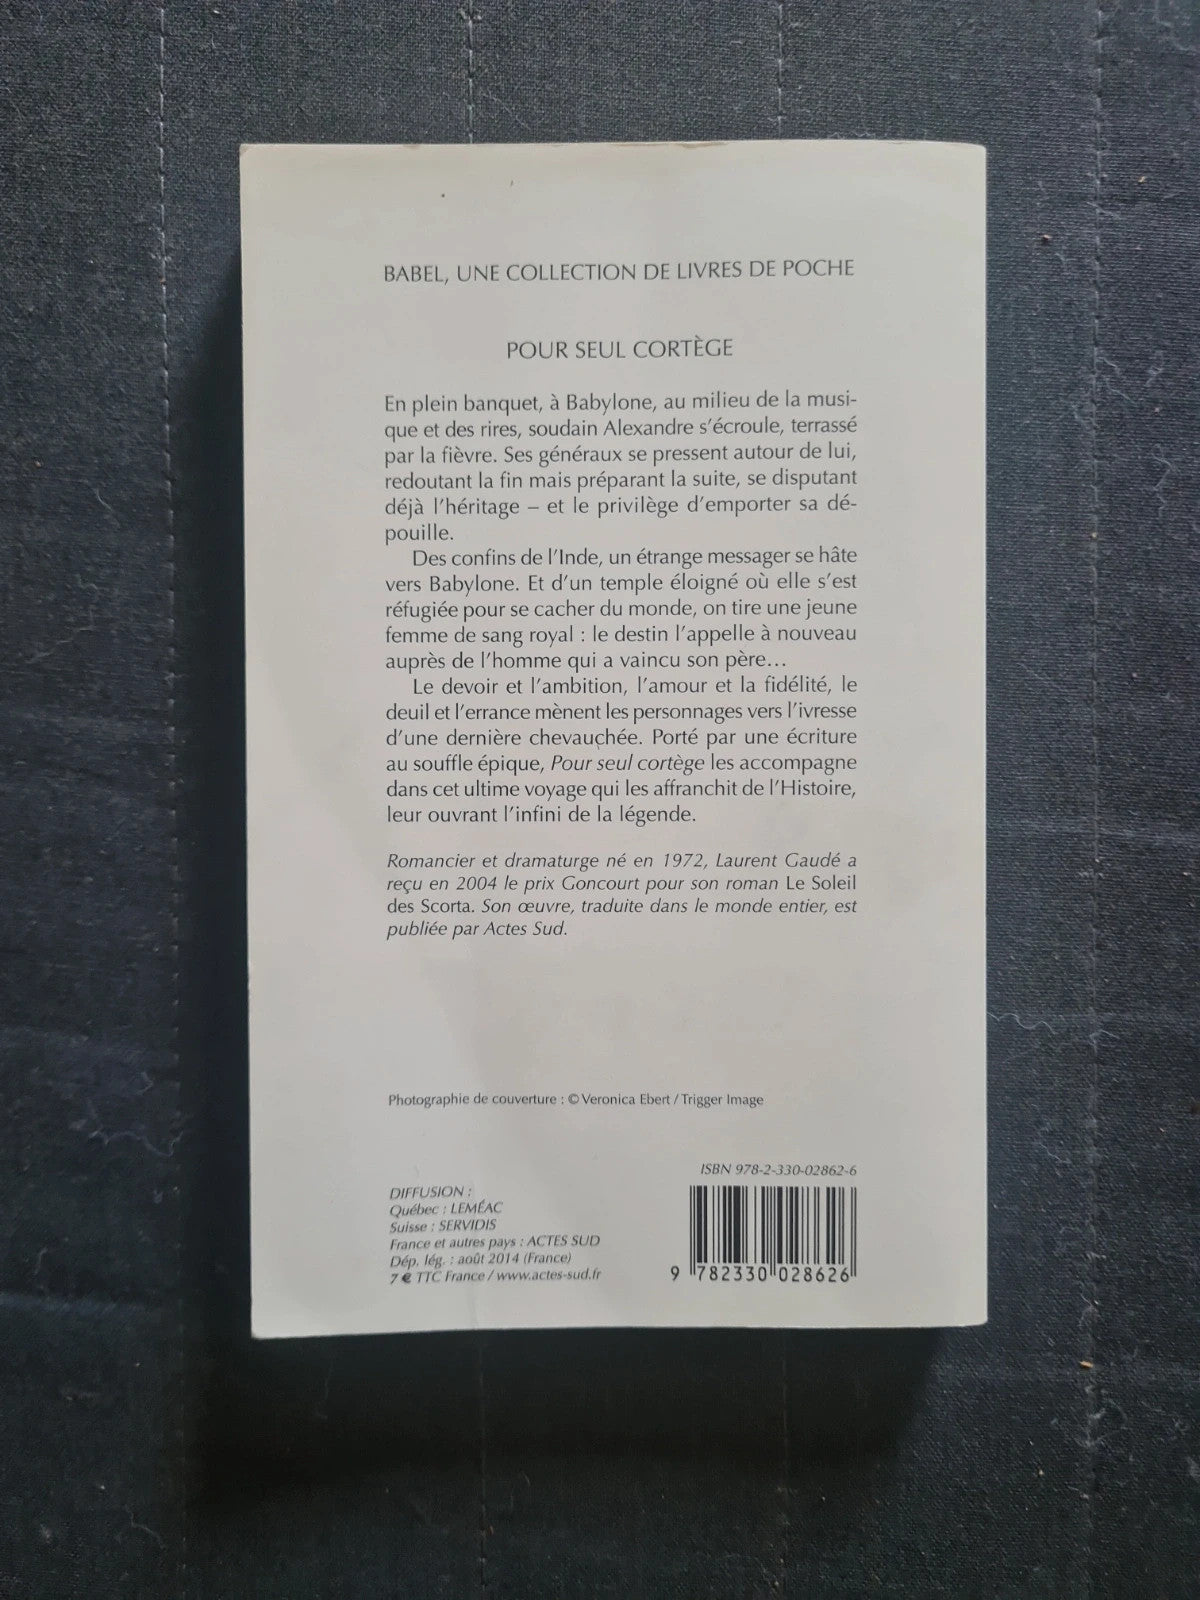 BABEL, UNE COLLECTION DE LIVRES DE POCHE
POUR SEUL CORTÈGE
En plein banquet, à Babylone, au milieu de la musi-
que et des rires, soudain Alexandre s'écroule, terrassé
par la fièvre. Ses généraux se pressent autour de lui,
redoutant la fin mais préparant la suite, se disputant
déjà l'héritage – et le privilège d'emporter sa dé-
pouille.
Des confins de l'Inde, un étrange messager se hâte
vers Babylone. Et d'un temple éloigné où elle s'est
réfugiée pour se cacher du monde, on tire une jeune
femme de sang royal : le destin l'appelle à nouveau
auprès de l'homme qui a vaincu son père…
Le devoir et l'ambition, l'amour et la fidélité, le
deuil et l'errance mènent les personnages vers l'ivresse
d'une dernière chevauchée. Porté par une écriture
au souffle épique, Pour seul cortège les accompagne
dans cet ultime voyage qui les affranchit de l'Histoire,
leur ouvrant l'infini de la légende.
Romancier et dramaturge né en 1972, Laurent Gaudé a
reçu en 2004 le prix Goncourt pour son roman Le Soleil
des Scorta. Son œuvre, traduite dans le monde entier, est
publiée par Actes Sud.
Photographie de couverture : © Veronica Ebert / Trigger Image
DIFFUSION :
Québec : LEMÉAC
Suisse : SERVIDIS
France et autres pays : ACTES SUD
Dép. lég. : août 2014 (France)
7 € TTC France / www.actes-sud.fr
ISBN 978-2-330-02862-6
9 782330 028626